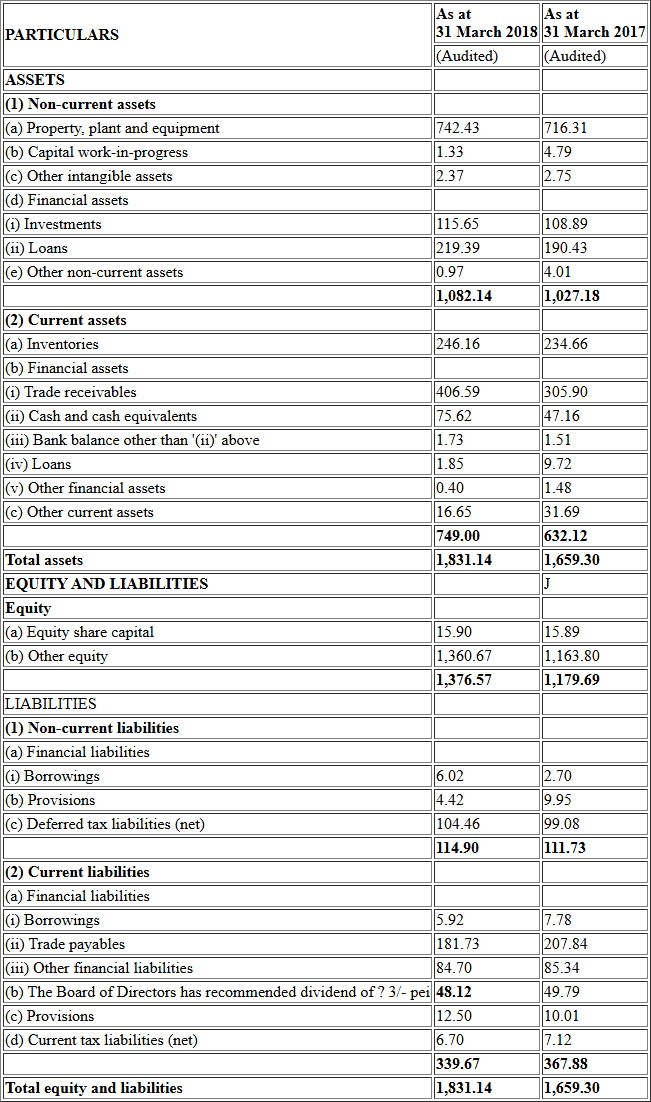 PARTICULARS As at 31 March 2018 As at 31 March 2017
(Audited) (Audited)
ASSETS
(1) Non-current assets
(a) Property, plant and equipment 742.43 716.31
(b) Capital work-in-progress 1.33 4.79
(c) Other intangible assets 2.37 2.75
(d) Financial assets
(i) Investments 115.65 108.89
(ii) Loans 219.39 190.43
(e) Other non-current assets 0.97 4.01
1,082.14 1,027.18
(2) Current assets
(a) Inventories 246.16 234.66
(b) Financial assets
(i) Trade receivables 406.59 305.90
(ii) Cash and cash equivalents 75.62 47.16
(iii) Bank balance other than '(ii)' above 1.73 1.51
(iv) Loans 1.85 9.72
(v) Other financial assets 0.40 1.48
(c) Other current assets 16.65 31.69
749.00 632.12
Total assets 1,831.14 1,659.30
EQUITY AND LIABILITIES J
Equity
(a) Equity share capital 15.90 15.89
(b) Other equity 1,360.67 1,163.80
1,376.57 1,179.69
LIABILITIES
(1) Non-current liabilities
(a) Financial liabilities
(i) Borrowings 6.02 2.70
(b) Provisions 4.42 9.95
(c) Deferred tax liabilities (net) 104.46 99.08
114.90 111.73
(2) Current liabilities
(a) Financial liabilities
(i) Borrowings 5.92 7.78
(ii) Trade payables 181.73 207.84
(iii) Other financial liabilities 84.70 85.34
(b) The Board of Directors has recommended dividend of ? 3/- pei 48.12 49.79
(c) Provisions 12.50 10.01
(d) Current tax liabilities (net) 6.70 7.12
339.67 367.88
Total equity and liabilities 1,831.14 1,659.30